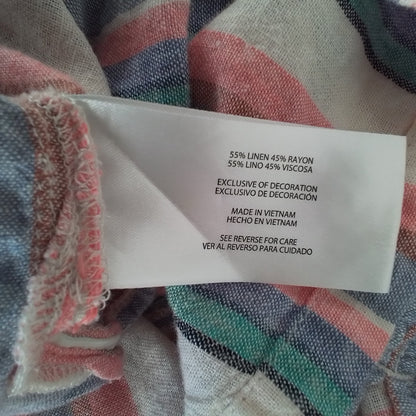 55% LINEN 45% RAYON
55% LINO 45% VISCOSA
EXCLUSIVE OF DECORATION
EXCLUSIVO DE DECORACIÓN
MADE IN VIETNAM
HECHO EN VIETNAM
SEE REVERSE FOR CARE
VER AL REVERSO PARA CUIDADO